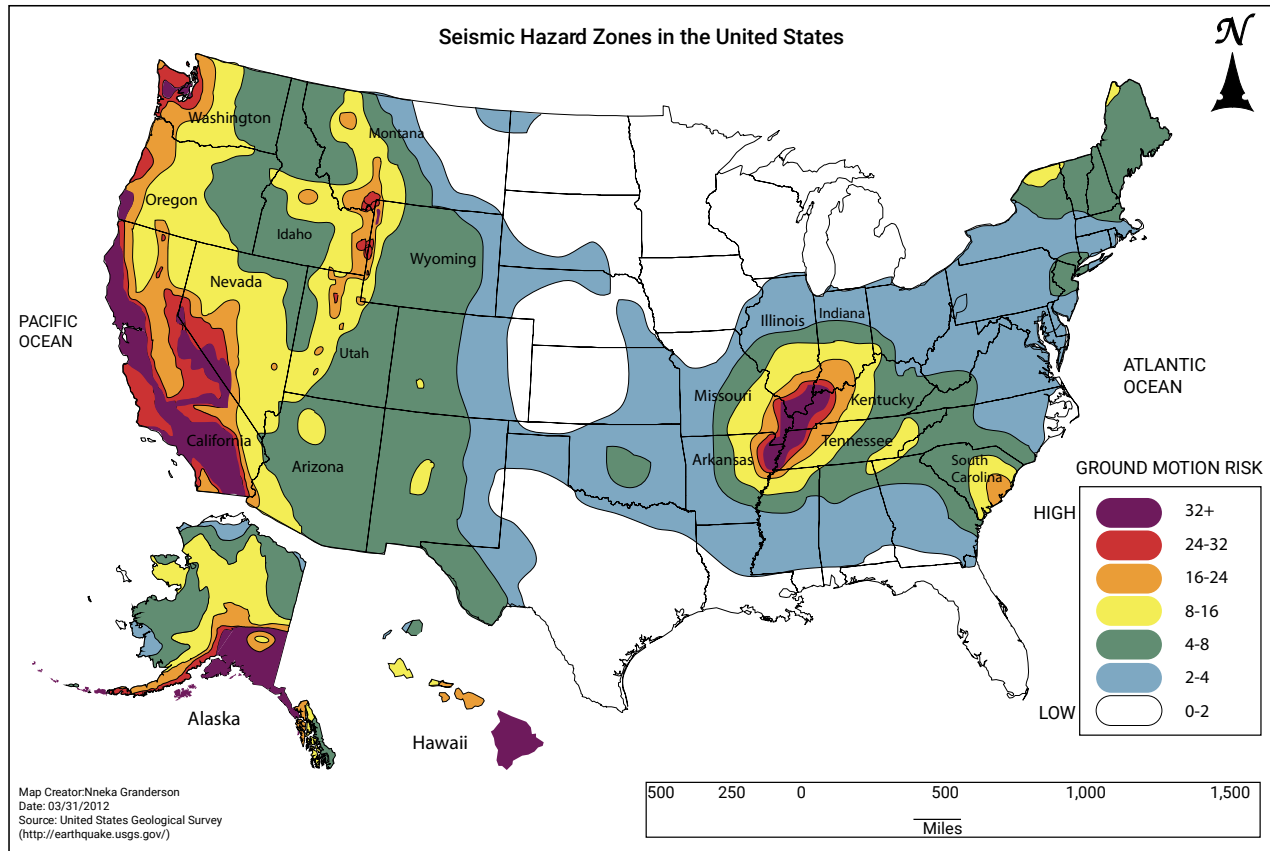 Seismic Hazard Zones in the United States
N
Washington
Montana
Oregon
Idaho
Wyoming
Nevada
PACIFIC
OCEAN
Utah
Illinois
Indiana
ATLANTIC
OCEAN
Missouri
Kentucky
California
Arizona
Arkansas
Tennessee
South
Carolina
GROUND MOTION RISK
HIGH
32+
24-32
16-24
8-16
4-8
2-4
LOW
0-2
Alaska
Hawaii
Map Creator:Nneka Granderson
Date: 03/31/2012
Source: United States Geological Survey
(http://earthquake.usgs.gov/)
500 250 0 500 1,000 1,500
Miles